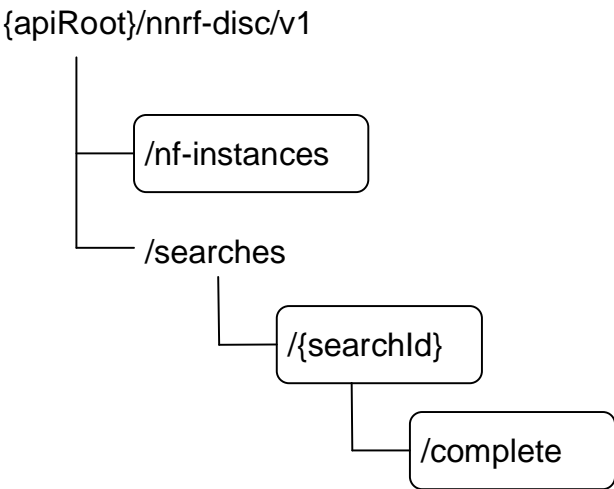 {apiRoot}/nnrf-disc/v1
/nf-instances
/searches
/{searchId}
/complete